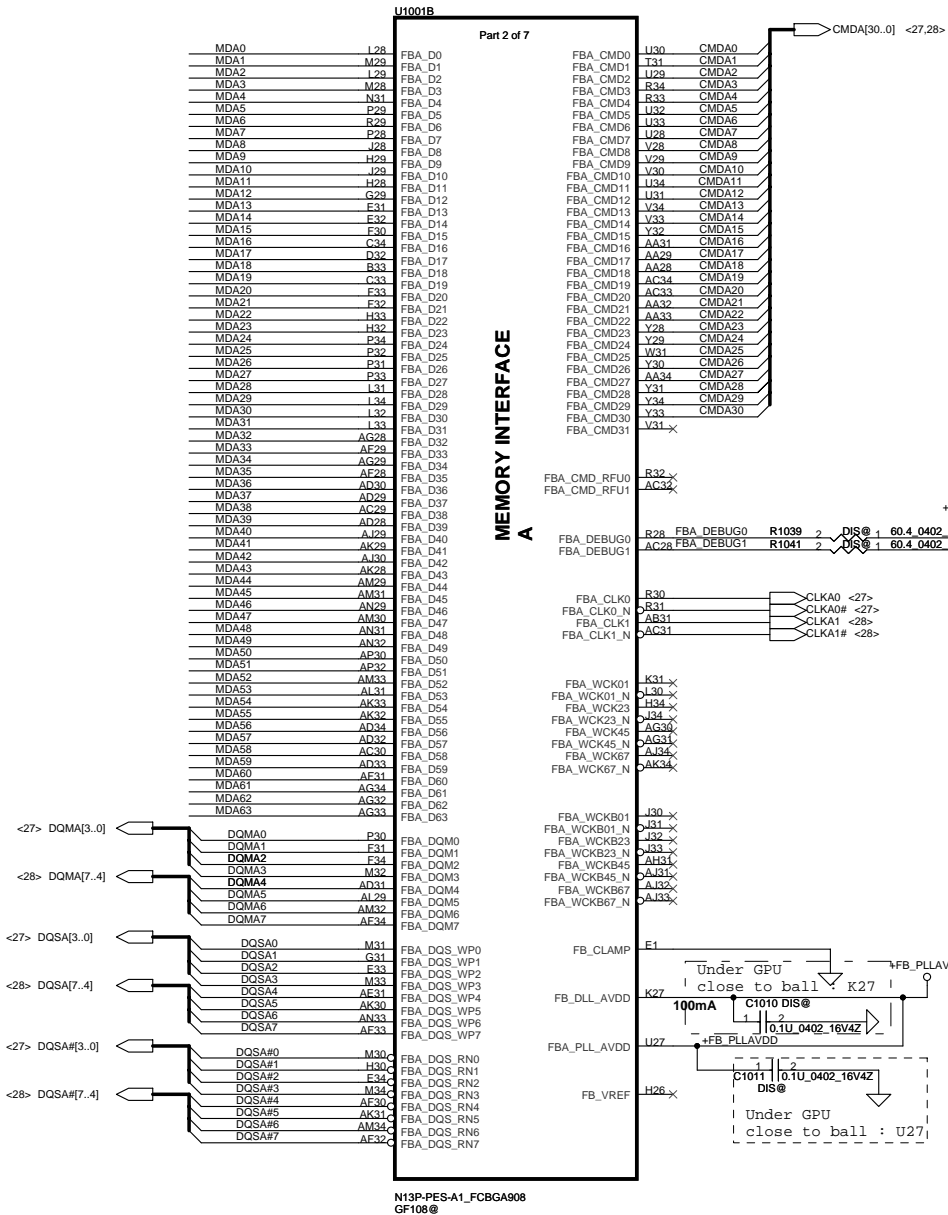 U1001B
Part 2 of 7
CMDA[30..0] <27,28>
MDA0 L28 FBA_D0 FBA_CMD0 U30 CMDA0
MDA1 M29 FBA_D1 FBA_CMD1 T31 CMDA1
MDA2 L29 FBA_D2 FBA_CMD2 U29 CMDA2
MDA3 M28 FBA_D3 FBA_CMD3 R34 CMDA3
MDA4 N31 FBA_D4 FBA_CMD4 R33 CMDA4
MDA5 P29 FBA_D5 FBA_CMD5 U32 CMDA5
MDA6 R29 FBA_D6 FBA_CMD6 U33 CMDA6
MDA7 P28 FBA_D7 FBA_CMD7 U28 CMDA7
MDA8 J28 FBA_D8 FBA_CMD8 V28 CMDA8
MDA9 H29 FBA_D9 FBA_CMD9 V29 CMDA9
MDA10 J29 FBA_D10 FBA_CMD10 V30 CMDA10
MDA11 H28 FBA_D11 FBA_CMD11 U34 CMDA11
MDA12 G29 FBA_D12 FBA_CMD12 U31 CMDA12
MDA13 E31 FBA_D13 FBA_CMD13 V34 CMDA13
MDA14 E32 FBA_D14 FBA_CMD14 V33 CMDA14
MDA15 F30 FBA_D15 FBA_CMD15 Y32 CMDA15
MDA16 C34 FBA_D16 FBA_CMD16 AA31 CMDA16
MDA17 D32 FBA_D17 FBA_CMD17 AA29 CMDA17
MDA18 B33 FBA_D18 FBA_CMD18 AA28 CMDA18
MDA19 C33 FBA_D19 FBA_CMD19 AC34 CMDA19
MDA20 F33 FBA_D20 FBA_CMD20 AC33 CMDA20
MDA21 F32 FBA_D21 FBA_CMD21 AA32 CMDA21
MDA22 H33 FBA_D22 FBA_CMD22 AA33 CMDA22
MDA23 H32 FBA_D23 FBA_CMD23 Y28 CMDA23
MDA24 P34 FBA_D24 FBA_CMD24 Y29 CMDA24
MDA25 P32 FBA_D25 FBA_CMD25 W31 CMDA25
MDA26 P31 FBA_D26 FBA_CMD26 Y30 CMDA26
MDA27 P33 FBA_D27 FBA_CMD27 AA34 CMDA27
MDA28 L31 FBA_D28 FBA_CMD28 Y31 CMDA28
MDA29 L34 FBA_D29 FBA_CMD29 Y34 CMDA29
MDA30 L32 FBA_D30 FBA_CMD30 Y33 CMDA30
MDA31 L33 FBA_D31 FBA_CMD31 V31
MEMORY INTERFACE
A
MDA32 AG28 FBA_D32
MDA33 AF29 FBA_D33
MDA34 AG29 FBA_D34
MDA35 AF28 FBA_D35 FBA_CMD_RFU0 R32
MDA36 AD30 FBA_D36 FBA_CMD_RFU1 AC32
MDA37 AD29 FBA_D37
MDA38 AC29 FBA_D38 +
MDA39 AD28 FBA_D39
MDA40 AJ29 FBA_D40 FBA_DEBUG0 R28 FBA_DEBUG0 R1039 2 DIS@ 1 60.4_0402_
MDA41 AK29 FBA_D41 FBA_DEBUG1 AC28 FBA_DEBUG1 R1041 2 DIS@ 1 60.4_0402_
MDA42 AJ30 FBA_D42
MDA43 AK28 FBA_D43
MDA44 AM29 FBA_D44
MDA45 AM31 FBA_D45 FBA_CLK0 R30 CLKA0 <27>
MDA46 AN29 FBA_D46 FBA_CLK0_N R31 CLKA0# <27>
MDA47 AM30 FBA_D47 FBA_CLK1 AB31 CLKA1 <28>
MDA48 AN31 FBA_D48 FBA_CLK1_N AC31 CLKA1# <28>
MDA49 AN32 FBA_D49
MDA50 AP30 FBA_D50
MDA51 AP32 FBA_D51
MDA52 AM33 FBA_D52 FBA_WCK01 K31
MDA53 AL31 FBA_D53 FBA_WCK01_N L30
MDA54 AK33 FBA_D54 FBA_WCK23 H34
MDA55 AK32 FBA_D55 FBA_WCK23_N J34
MDA56 AD34 FBA_D56 FBA_WCK45 AG30
MDA57 AD32 FBA_D57 FBA_WCK45_N AG31
MDA58 AC30 FBA_D58 FBA_WCK67 AJ34
MDA59 AD33 FBA_D59 FBA_WCK67_N AK34
MDA60 AF31 FBA_D60
MDA61 AG34 FBA_D61
MDA62 AG32 FBA_D62
MDA63 AG33 FBA_D63 FBA_WCKB01 J30
<27> DQMA[3..0] FBA_WCKB01_N J31
DQMA0 P30 FBA_DQM0 FBA_WCKB23 J32
DQMA1 F31 FBA_DQM1 FBA_WCKB23_N J33
DQMA2 F34 FBA_DQM2 FBA_WCKB45 AH31
DQMA3 M32 FBA_DQM3 FBA_WCKB45_N AJ31
<28> DQMA[7..4] DQMA4 AD31 FBA_DQM4 FBA_WCKB67 AJ32
DQMA5 AL29 FBA_DQM5 FBA_WCKB67_N AJ33
DQMA6 AM32 FBA_DQM6
DQMA7 AF34 FBA_DQM7
<27> DQSA[3..0]
DQSA0 M31 FBA_DQS_WP0 FB_CLAMP E1
DQSA1 G31 FBA_DQS_WP1
DQSA2 E33 FBA_DQS_WP2
DQSA3 M33 FBA_DQS_WP3
<28> DQSA[7..4] DQSA4 AE31 FBA_DQS_WP4 FB_DLL_AVDD K27
DQSA5 AK30 FBA_DQS_WP5
DQSA6 AN33 FBA_DQS_WP6
DQSA7 AF33 FBA_DQS_WP7
Under GPU
close to ball : K27
+FB_PLLAV
100mA
C1010 DIS@
1 2
0.1U_0402_16V4Z
<27> DQSA#[3..0] FBA_PLL_AVDD U27 +FB_PLLAVDD
DQSA#0 M30 FBA_DQS_RN0
DQSA#1 H30 FBA_DQS_RN1
DQSA#2 E34 FBA_DQS_RN2
DQSA#3 M34 FBA_DQS_RN3 FB_VREF H26
<28> DQSA#[7..4] DQSA#4 AF30 FBA_DQS_RN4
DQSA#5 AK31 FBA_DQS_RN5
DQSA#6 AM34 FBA_DQS_RN6
DQSA#7 AF32 FBA_DQS_RN7
1 2
C1011 0.1U_0402_16V4Z
DIS@
Under GPU
close to ball : U27
N13P-PES-A1_FCBGA908
GF108@